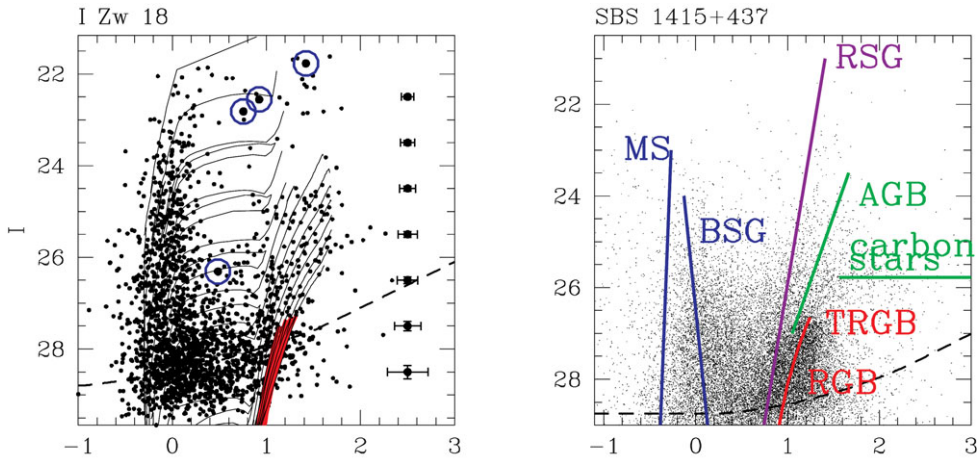 I Zw 18
22
24
26
28
I
−1 0 1 2 3
SBS 1415+437
22
24
26
28
RSG
MS
AGB
BSG
carbon
stars
TRGB
RGB
−1 0 1 2 3